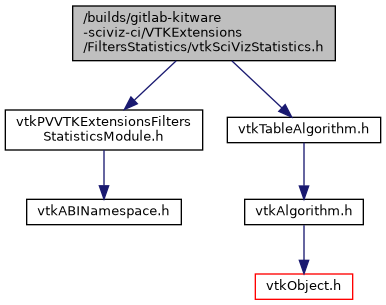 /builds/gitlab-kitware
-sciviz-ci/VTKExtensions
/FiltersStatistics/vtkSciVizStatistics.h
vtkPVVTKExtensionsFilters
StatisticsModule.h
vtkTableAlgorithm.h
vtkABINamespace.h
vtkAlgorithm.h
vtkObject.h